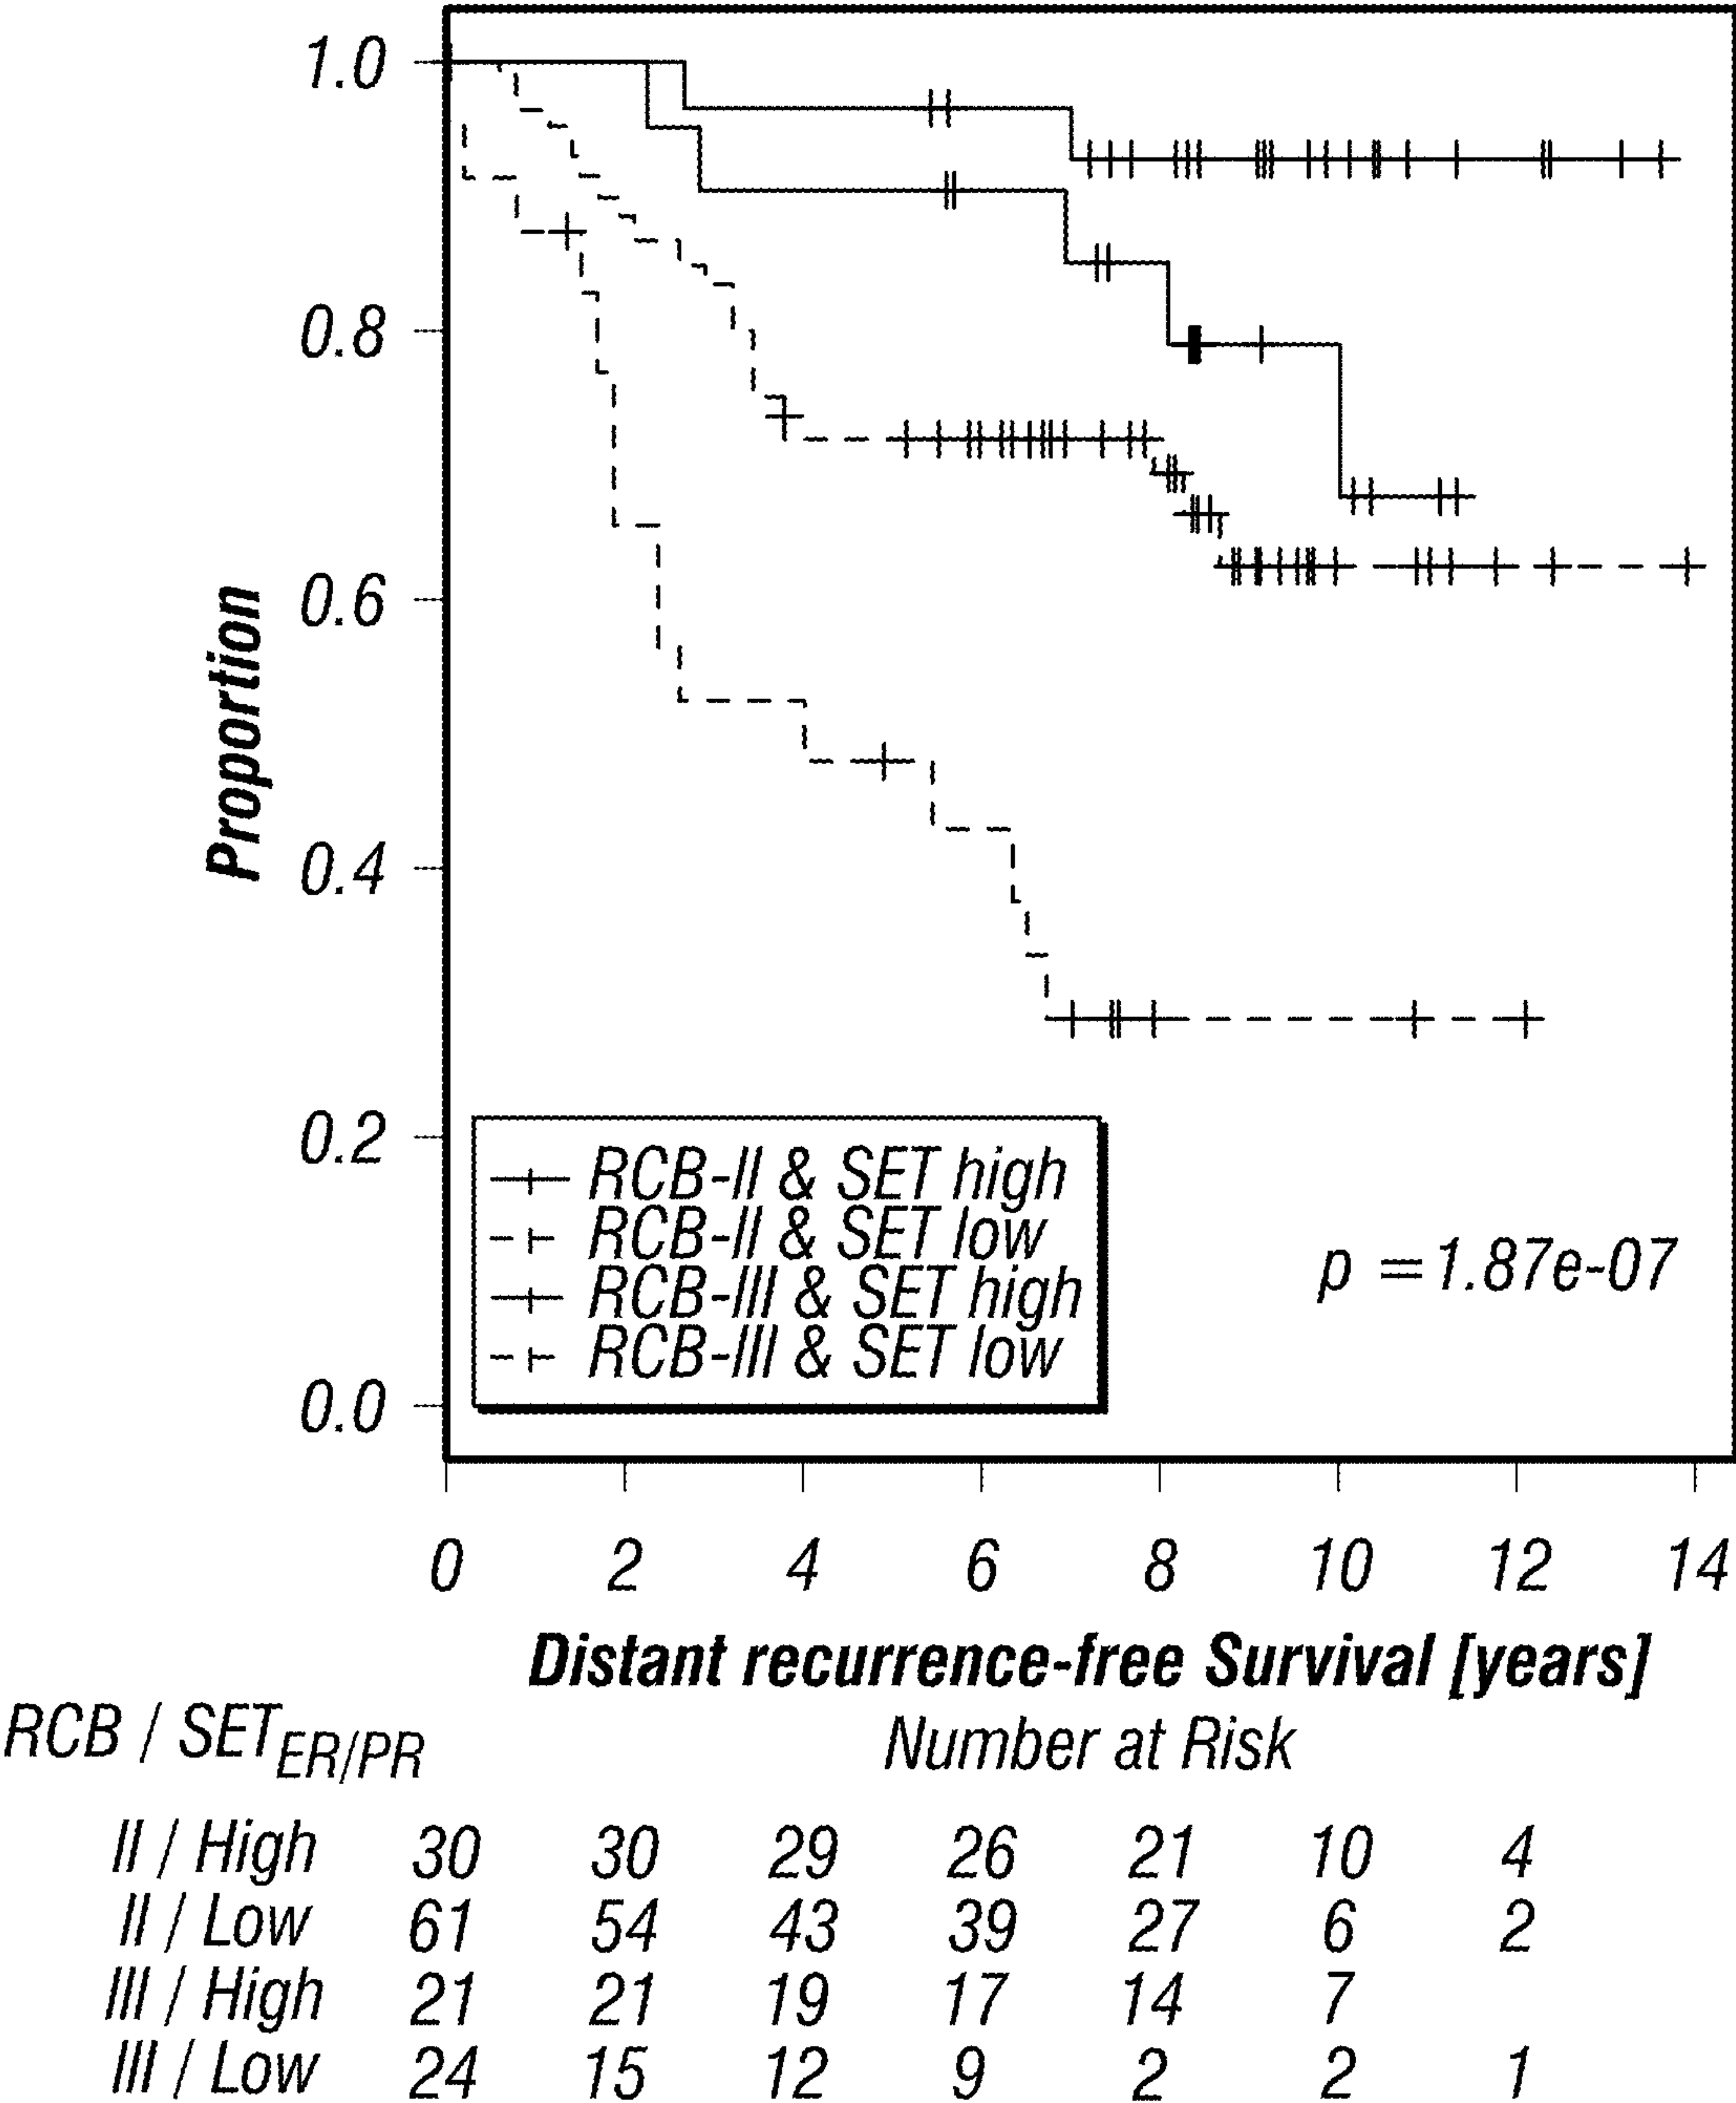 1.0
0.8
0.6
0.4
0.2
0.0
Proportion
RCB-II & SET high
RCB-II & SET low
RCB-III & SET high
RCB-III & SET low
p = 1.87e-07
0 2 4 6 8 10 12 14
Distant recurrence-free Survival [years]
RCB / SET ER/PR Number at Risk
II / High 30 30 29 26 21 10 4
II / Low 61 54 43 39 27 6 2
III / High 21 21 19 17 14 7
III / Low 24 15 12 9 2 2 1